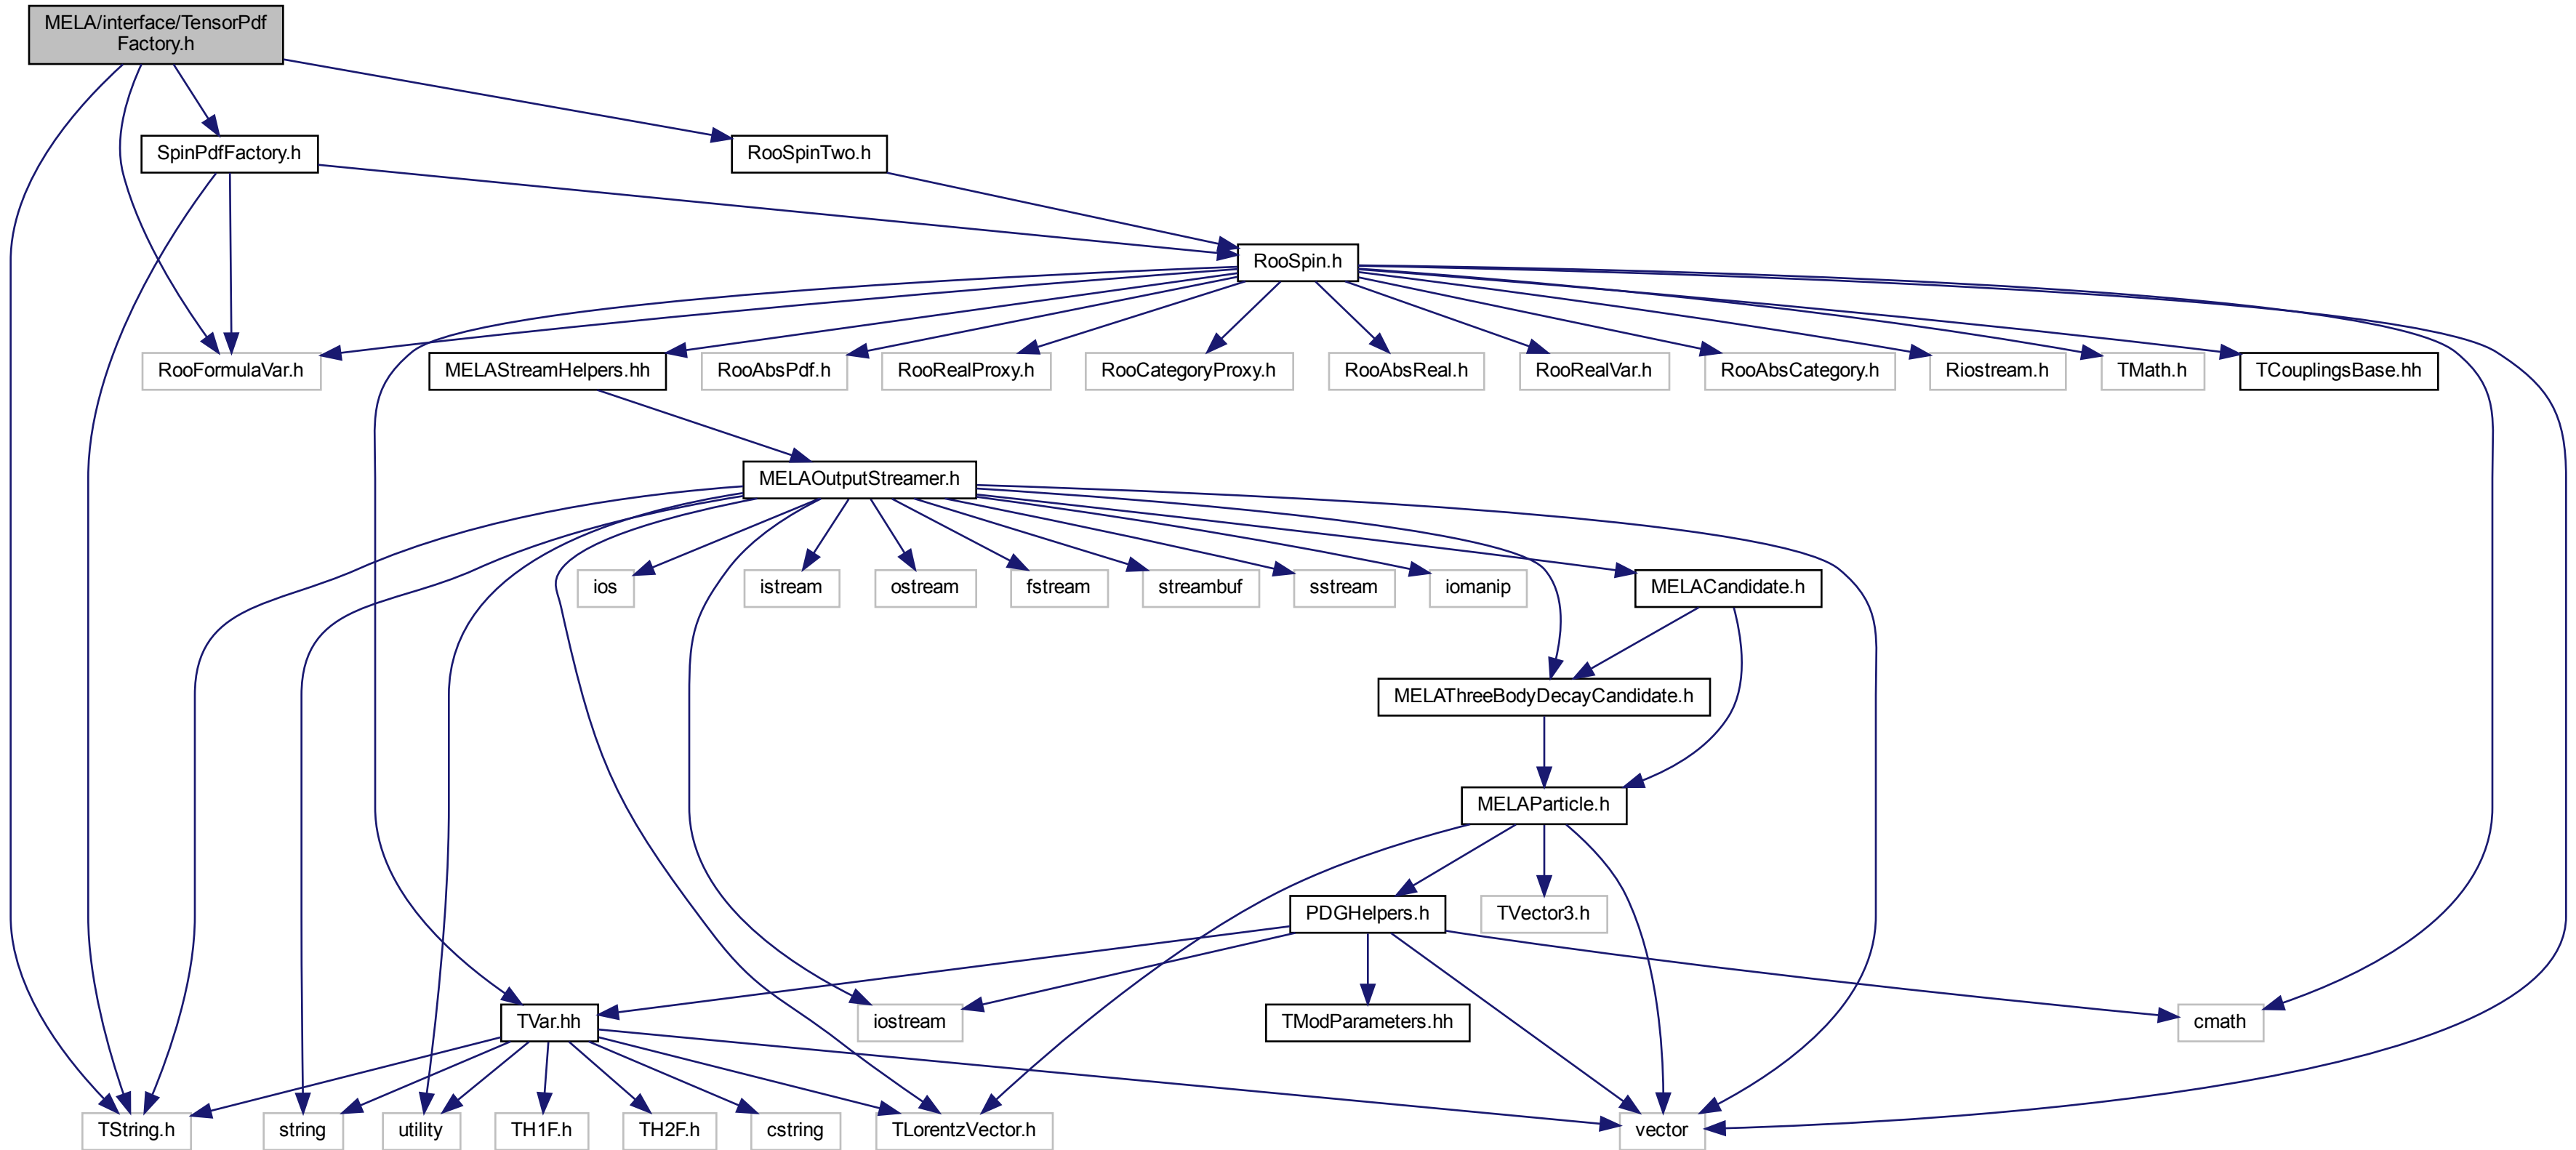 MELA/interface/TensorPdf
Factory.h
SpinPdfFactory.h
RooSpinTwo.h
RooSpin.h
RooFormulaVar.h
MELAStreamHelpers.hh
RooAbsPdf.h
RooRealProxy.h
RooCategoryProxy.h
RooAbsReal.h
RooRealVar.h
RooAbsCategory.h
Riostream.h
TMath.h
TCouplingsBase.hh
MELAOutputStreamer.h
ios
istream
ostream
fstream
streambuf
sstream
iomanip
MELACandidate.h
MELAThreeBodyDecayCandidate.h
MELAParticle.h
PDGHelpers.h
TVector3.h
TVar.hh
iostream
TModParameters.hh
cmath
TString.h
string
utility
TH1F.h
TH2F.h
cstring
TLorentzVector.h
vector